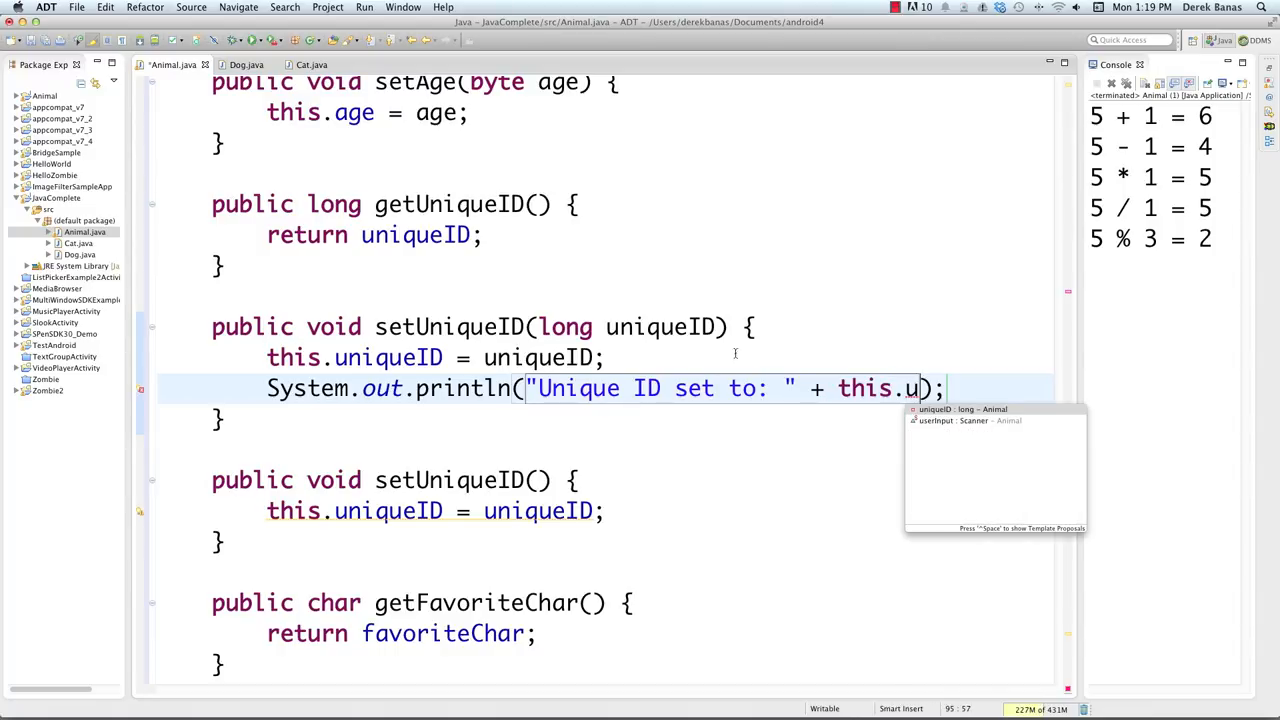 ADT File Edit Refactor Source Navigate Search Project Run Window Help
10 Mon 1:19 PM Derek Banas
Java – JavaComplete/src/Animal.java – ADT – /Users/derekbanas/Documents/android4
Quick Access Java DDMS
Package Exp
*Animal.java Dog.java Cat.java
Console
<terminated> Animal (1) [Java Application] /S
Animal
appcompat_v7
appcompat_v7_2
appcompat_v7_3
appcompat_v7_4
BridgeSample
HelloWorld
HelloZombie
ImageFilterSampleApp
JavaComplete
src
(default package)
Animal.java
Cat.java
Dog.java
JRE System Library [Ja
ListPickerExample2Activi
MediaBrowser
MultiWindowSDKExample
MusicPlayerActivity
SlookActivity
SPenSDK30_Demo
TestAndroid
TextGroupActivity
VideoPlayerActivity
Zombie
Zombie2
public void setAge(byte age) {
this.age = age;
}
public long getUniqueID() {
return uniqueID;
}
public void setUniqueID(long uniqueID) {
this.uniqueID = uniqueID;
System.out.println("Unique ID set to: " + this.u);
}
uniqueID : long – Animal
userInput : Scanner – Animal
Press '^Space' to show Template Proposals
public void setUniqueID() {
this.uniqueID = uniqueID;
}
public char getFavoriteChar() {
return favoriteChar;
}
5 + 1 = 6
5 - 1 = 4
5 * 1 = 5
5 / 1 = 5
5 % 3 = 2
Writable Smart Insert 95 : 57 227M of 431M